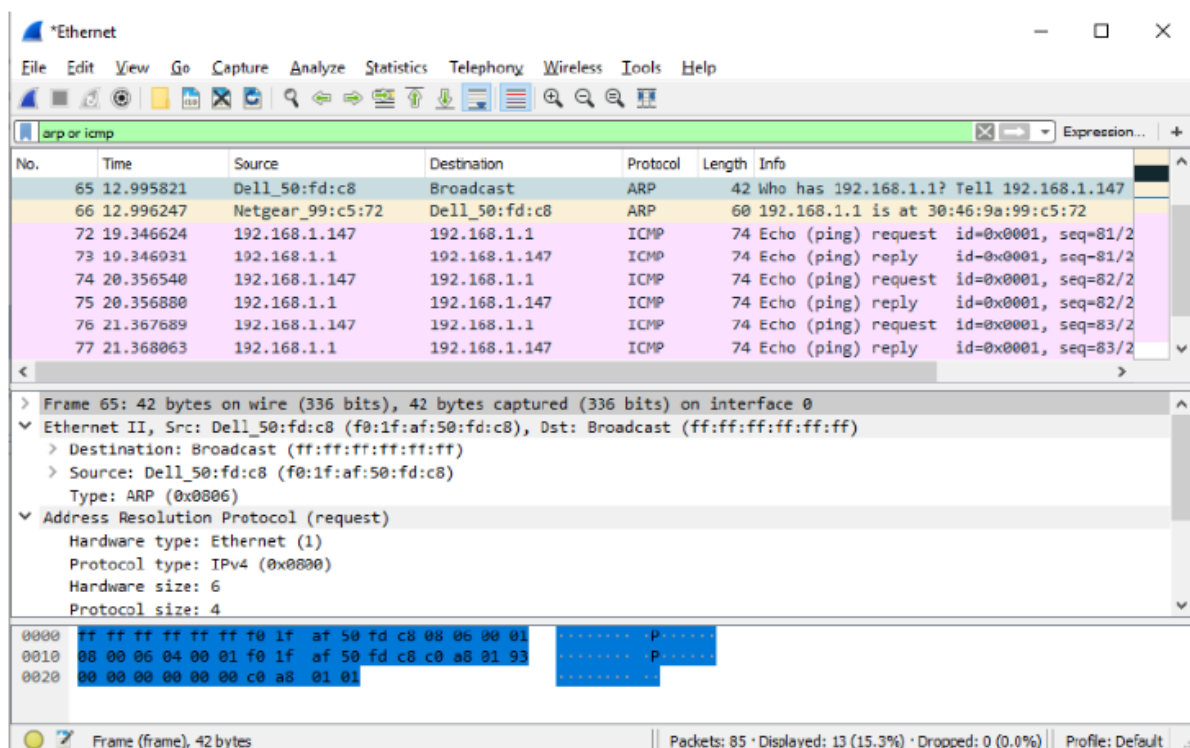 *Ethernet
File Edit View Go Capture Analyze Statistics Telephony Wireless Tools Help
arp or icmp Expression... +
No. Time Source Destination Protocol Length Info
65 12.995821 Dell_50:fd:c8 Broadcast ARP 42 Who has 192.168.1.1? Tell 192.168.1.147
66 12.996247 Netgear_99:c5:72 Dell_50:fd:c8 ARP 60 192.168.1.1 is at 30:46:9a:99:c5:72
72 19.346624 192.168.1.147 192.168.1.1 ICMP 74 Echo (ping) request id=0x0001, seq=81/2
73 19.346931 192.168.1.1 192.168.1.147 ICMP 74 Echo (ping) reply id=0x0001, seq=81/2
74 20.356540 192.168.1.147 192.168.1.1 ICMP 74 Echo (ping) request id=0x0001, seq=82/2
75 20.356880 192.168.1.1 192.168.1.147 ICMP 74 Echo (ping) reply id=0x0001, seq=82/2
76 21.367689 192.168.1.147 192.168.1.1 ICMP 74 Echo (ping) request id=0x0001, seq=83/2
77 21.368063 192.168.1.1 192.168.1.147 ICMP 74 Echo (ping) reply id=0x0001, seq=83/2
Frame 65: 42 bytes on wire (336 bits), 42 bytes captured (336 bits) on interface 0
Ethernet II, Src: Dell_50:fd:c8 (f0:1f:af:50:fd:c8), Dst: Broadcast (ff:ff:ff:ff:ff:ff)
Destination: Broadcast (ff:ff:ff:ff:ff:ff)
Source: Dell_50:fd:c8 (f0:1f:af:50:fd:c8)
Type: ARP (0x0806)
Address Resolution Protocol (request)
Hardware type: Ethernet (1)
Protocol type: IPv4 (0x0800)
Hardware size: 6
Protocol size: 4
0000 ff ff ff ff ff ff f0 1f af 50 fd c8 08 06 00 01 ········ ·P······
0010 08 00 06 04 00 01 f0 1f af 50 fd c8 c0 a8 01 93 ········ ·P······
0020 00 00 00 00 00 00 c0 a8 01 01 ········ ··
Frame (frame), 42 bytes Packets: 85 · Displayed: 13 (15.3%) · Dropped: 0 (0.0%) Profile: Default